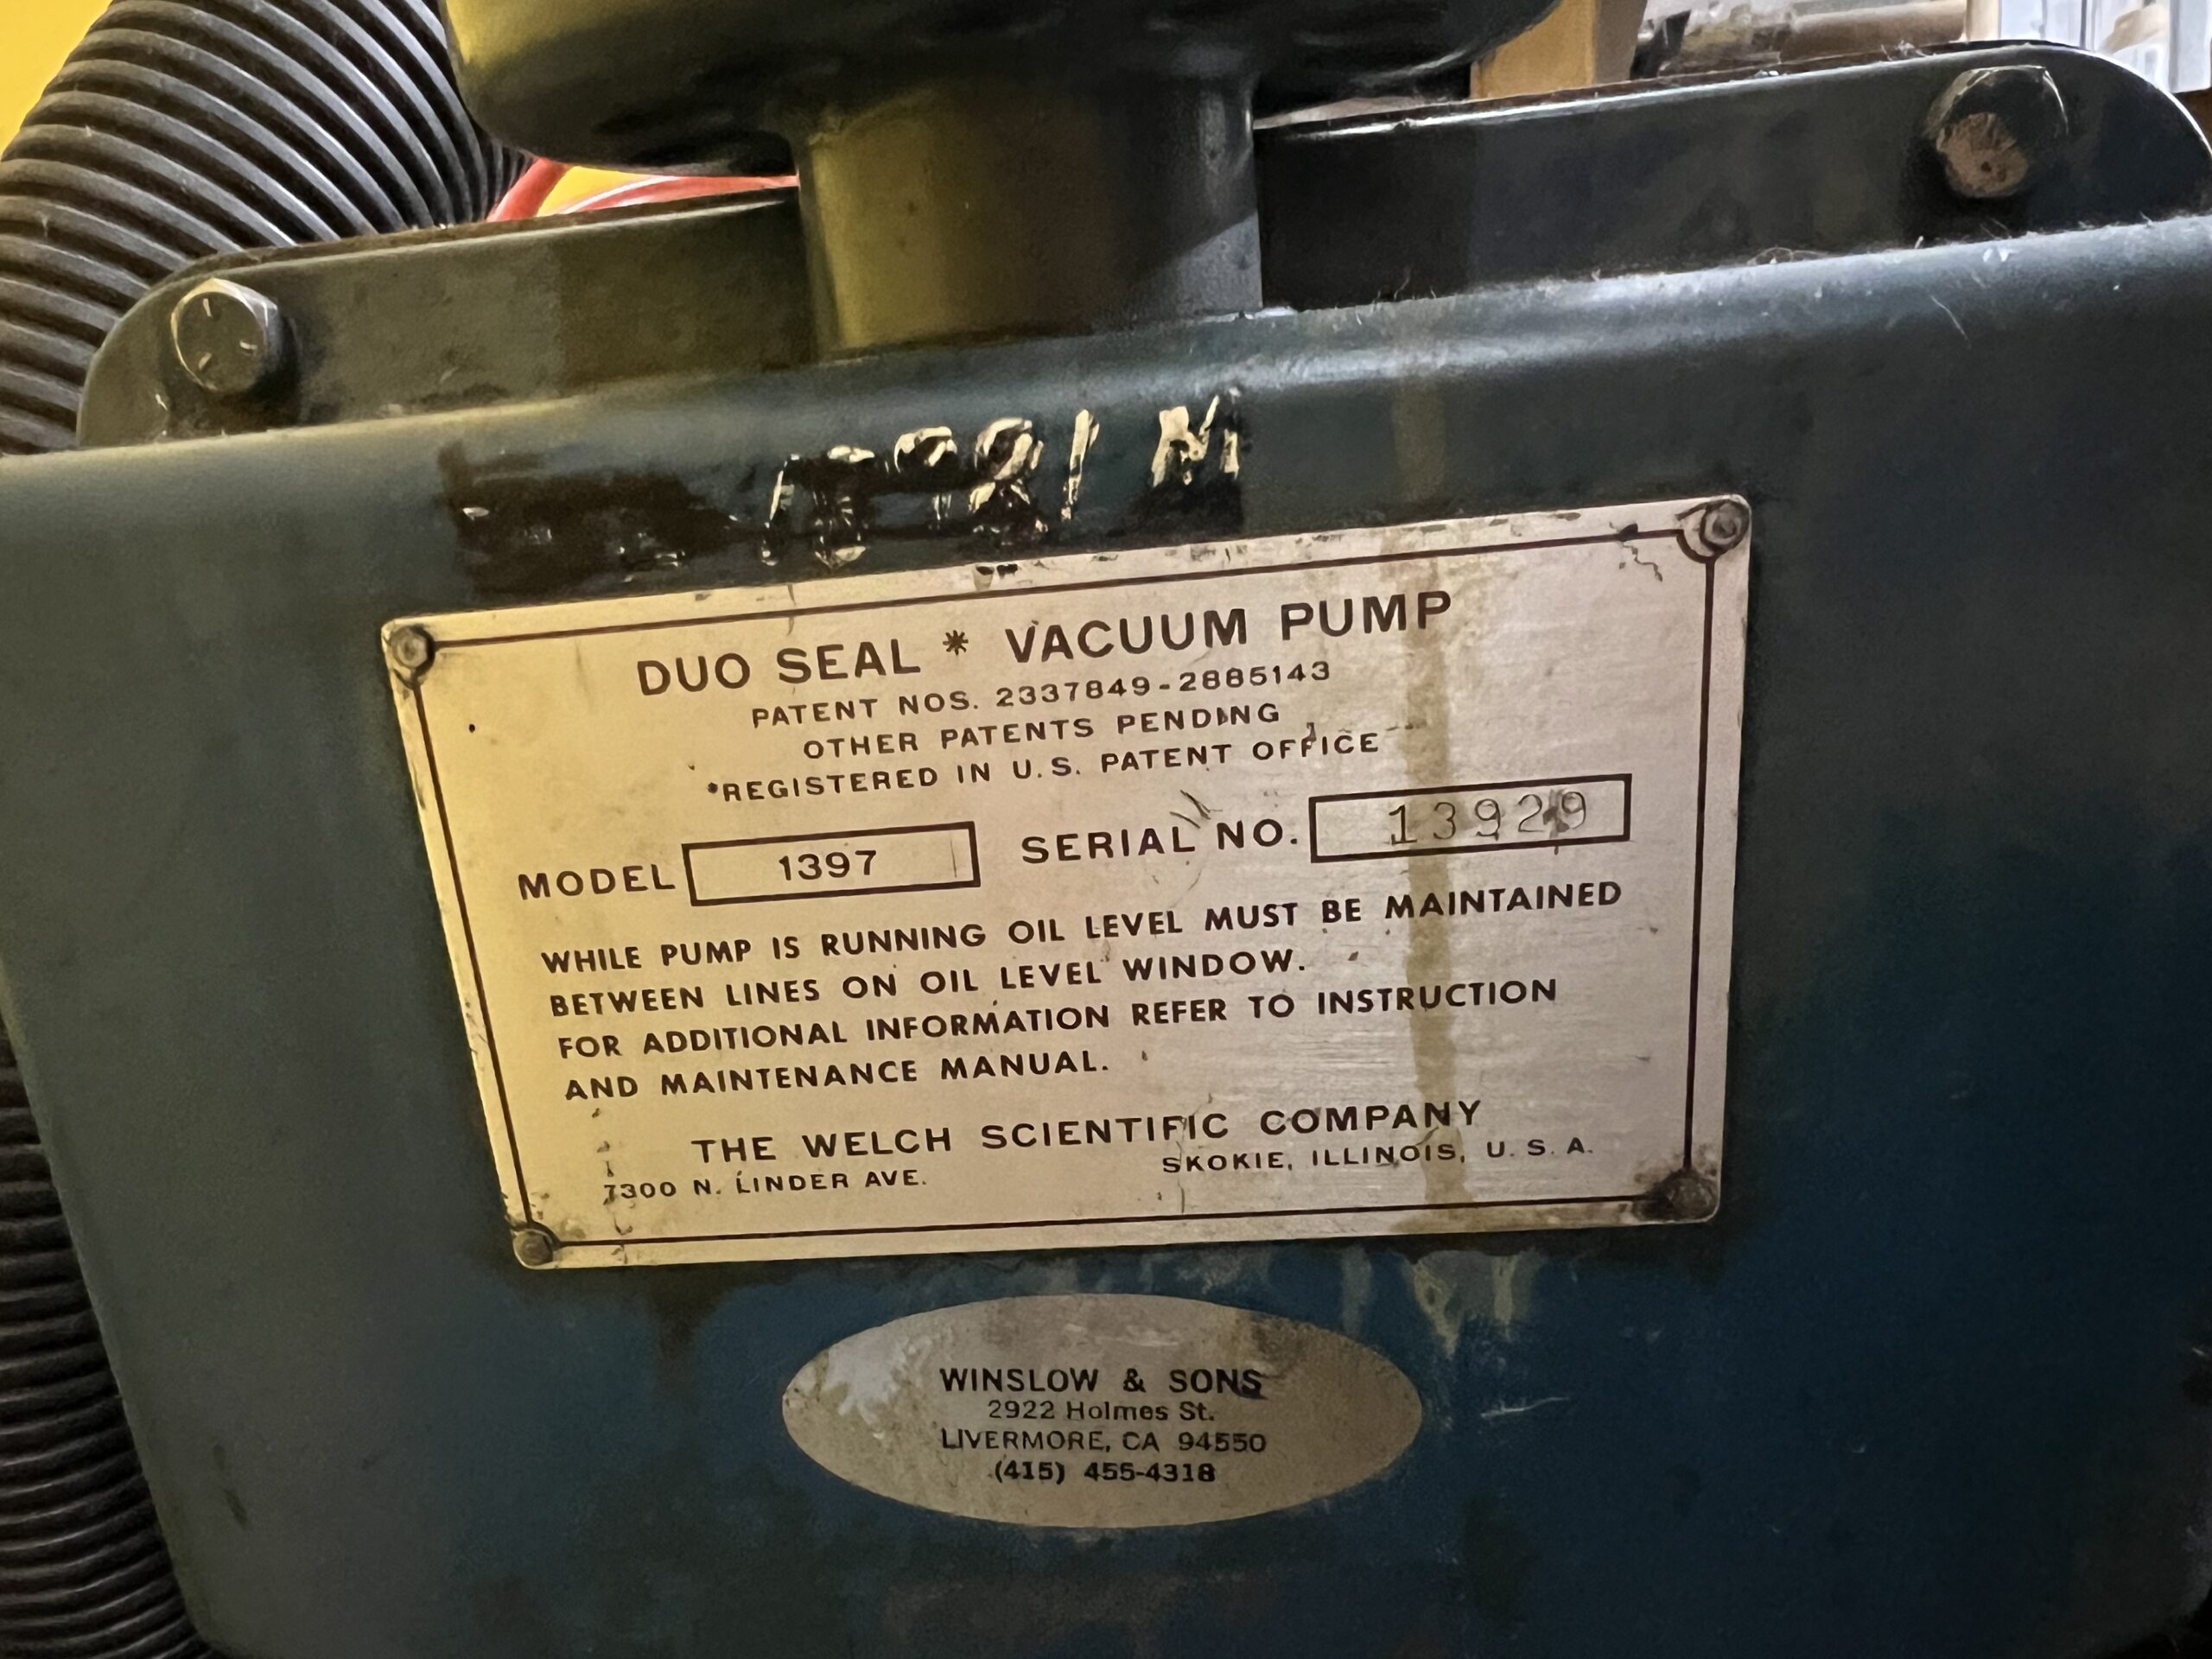 DUO SEAL * VACUUM PUMP
PATENT NOS. 2337849-2885143
OTHER PATENTS PENDING
*REGISTERED IN U.S. PATENT OFFICE
MODEL 1397 SERIAL NO. 13929
WHILE PUMP IS RUNNING OIL LEVEL MUST BE MAINTAINED
BETWEEN LINES ON OIL LEVEL WINDOW.
FOR ADDITIONAL INFORMATION REFER TO INSTRUCTION
AND MAINTENANCE MANUAL.
THE WELCH SCIENTIFIC COMPANY
7300 N. LINDER AVE. SKOKIE, ILLINOIS, U.S.A.
WINSLOW & SONS
2922 Holmes St.
LIVERMORE, CA 94550
(415) 455-4318